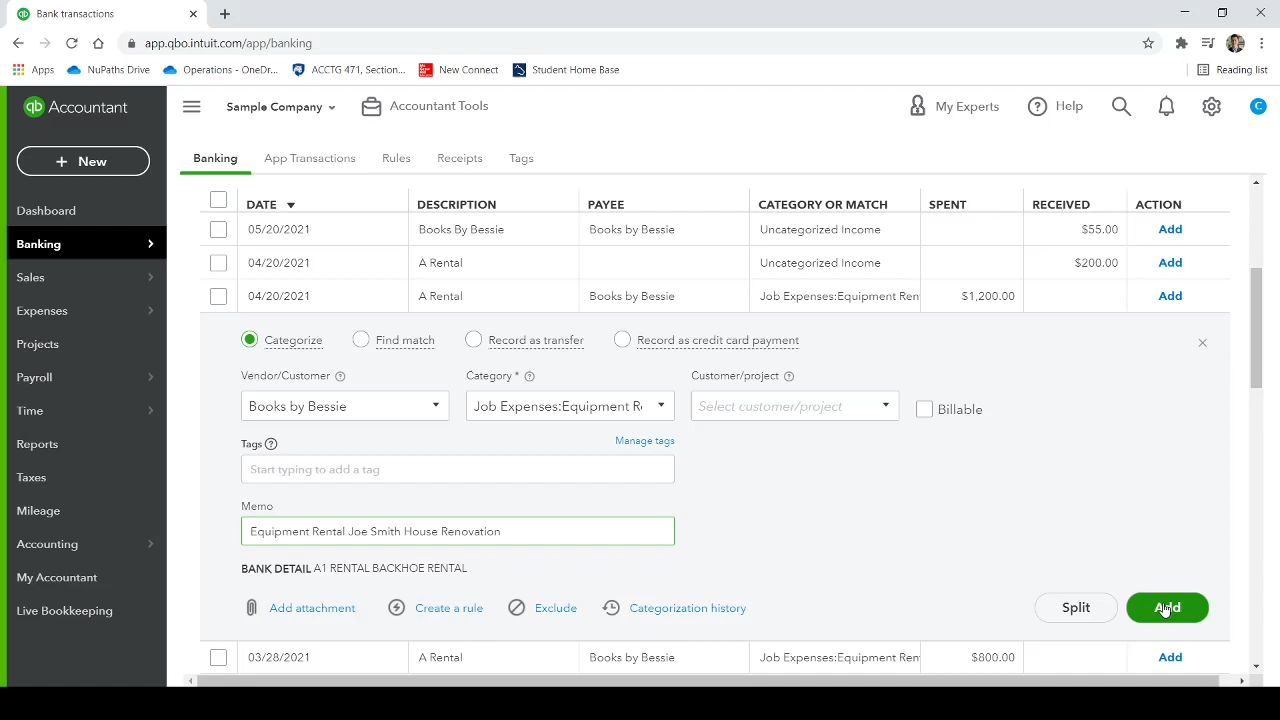 qb Bank transactions
app.qbo.intuit.com/app/banking
Apps NuPaths Drive Operations - OneDr... ACCTG 471, Section... New Connect Student Home Base Reading list
qb Accountant Sample Company Accountant Tools My Experts Help C
+ New
Banking App Transactions Rules Receipts Tags
Dashboard
Banking
Sales
Expenses
Projects
Payroll
Time
Reports
Taxes
Mileage
Accounting
My Accountant
Live Bookkeeping
DATE DESCRIPTION PAYEE CATEGORY OR MATCH SPENT RECEIVED ACTION
05/20/2021 Books By Bessie Books by Bessie Uncategorized Income $55.00 Add
04/20/2021 A Rental Uncategorized Income $200.00 Add
04/20/2021 A Rental Books by Bessie Job Expenses:Equipment Ren $1,200.00 Add
Categorize Find match Record as transfer Record as credit card payment
Vendor/Customer Category * Customer/project
Books by Bessie Job Expenses:Equipment R Select customer/project Billable
Tags Manage tags
Start typing to add a tag
Memo
Equipment Rental Joe Smith House Renovation
BANK DETAIL A1 RENTAL BACKHOE RENTAL
Add attachment Create a rule Exclude Categorization history Split Add
03/28/2021 A Rental Books by Bessie Job Expenses:Equipment Ren $800.00 Add